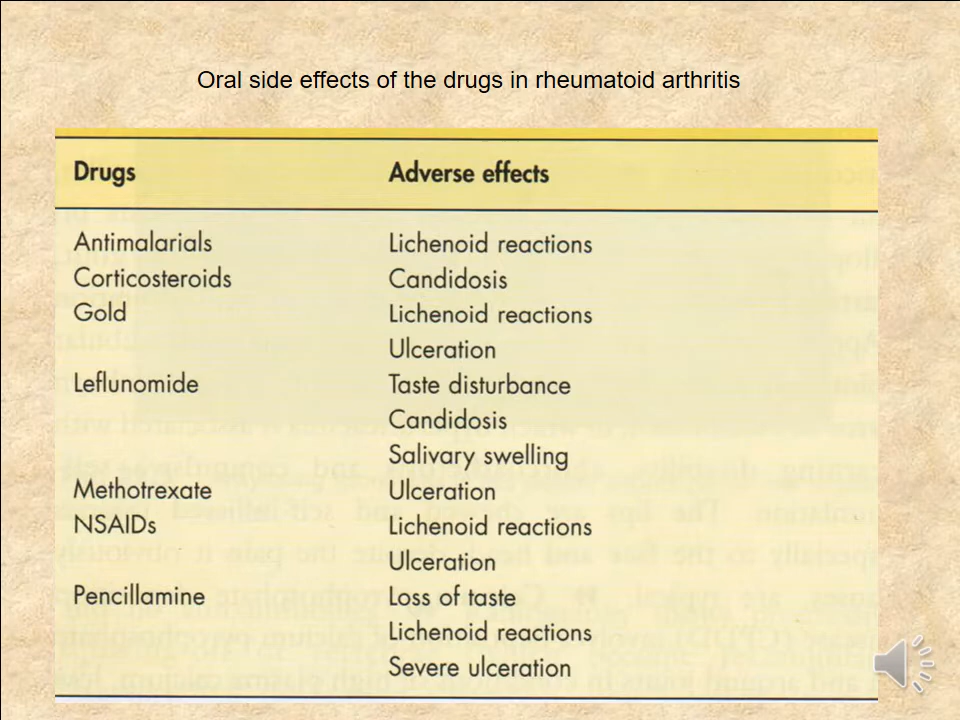 Oral side effects of the drugs in rheumatoid arthritis
Drugs Adverse effects
Antimalarials Lichenoid reactions
Corticosteroids Candidosis
Gold Lichenoid reactions
Ulceration
Leflunomide Taste disturbance
Candidosis
Salivary swelling
Methotrexate Ulceration
NSAIDs Lichenoid reactions
Ulceration
Pencillamine Loss of taste
Lichenoid reactions
Severe ulceration